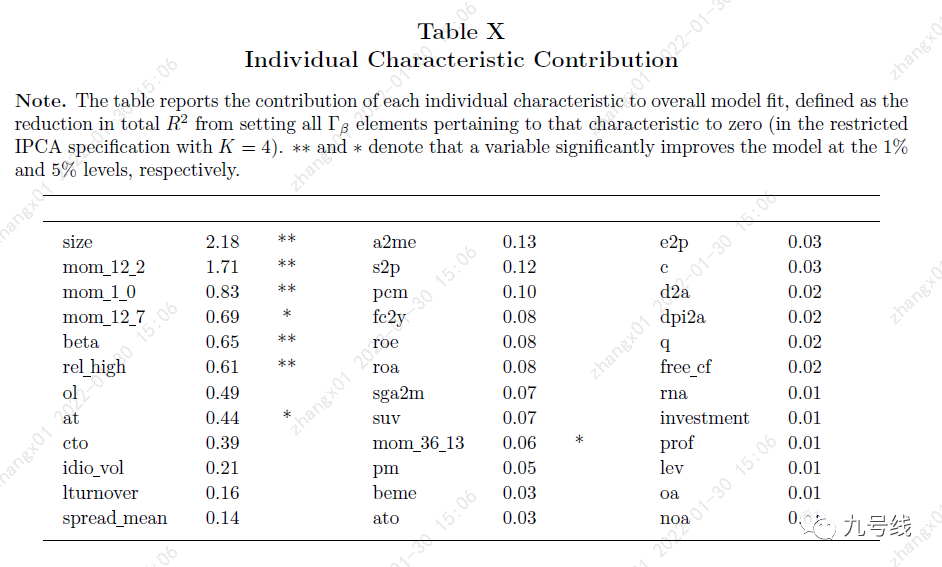 Table X
Individual Characteristic Contribution
Note. The table reports the contribution of each individual characteristic to overall model fit, defined as the
reduction in total R² from setting all Γβ elements pertaining to that characteristic to zero (in the restricted
IPCA specification with K = 4). ** and * denote that a variable significantly improves the model at the 1%
and 5% levels, respectively.
size 2.18 ** a2me 0.13 e2p 0.03
mom_12_2 1.71 ** s2p 0.12 c 0.03
mom_1_0 0.83 ** pcm 0.10 d2a 0.02
mom_12_7 0.69 * fc2y 0.08 dpi2a 0.02
beta 0.65 ** roe 0.08 q 0.02
rel_high 0.61 ** roa 0.08 free_cf 0.02
ol 0.49 sga2m 0.07 rna 0.01
at 0.44 * suv 0.07 investment 0.01
cto 0.39 mom_36_13 0.06 * prof 0.01
idio_vol 0.21 pm 0.05 lev 0.01
lturnover 0.16 beme 0.03 oa 0.01
spread_mean 0.14 ato 0.03 noa
九号线
zhangx01 2022-01-30 15:06